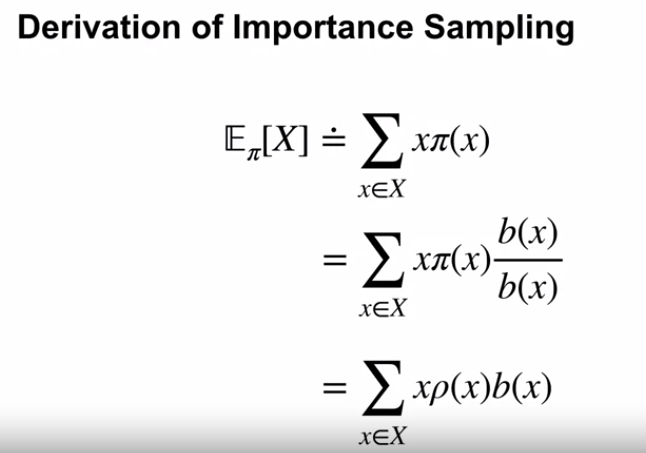 Derivation of Importance Sampling
𝔼π[X] ≐ ∑x∈X xπ(x)
= ∑x∈X xπ(x) b(x)/b(x)
= ∑x∈X xρ(x)b(x)